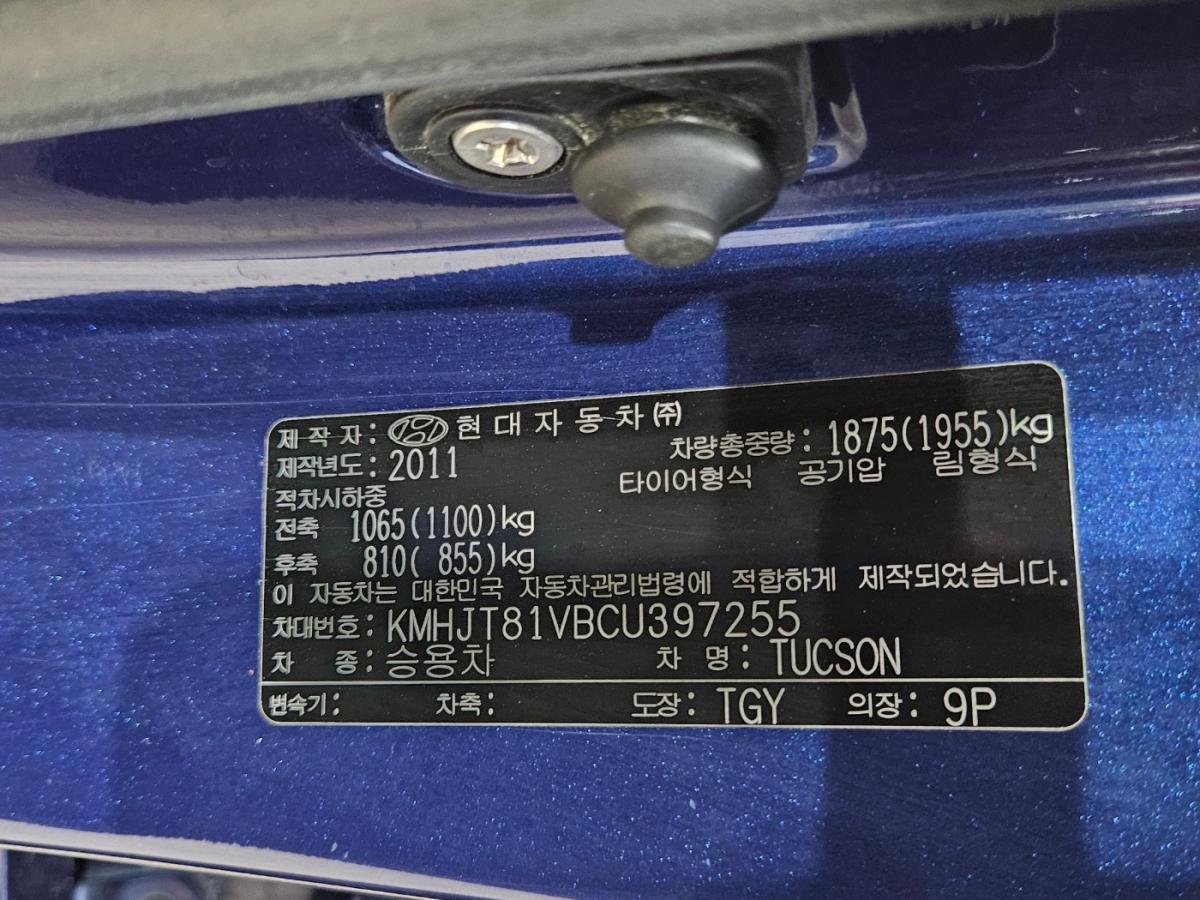 제 작 자 : 현 대 자 동 차 ㈜
제작년도 : 2011
차량총중량 : 1875(1955)kg
적차시하중
타이어형식 공기압 림형식
전축 1065(1100)kg
후축 810( 855)kg
이 자동차는 대한민국 자동차관리법령에 적합하게 제작되었습니다.
차대번호 : KMHJT81VBCU397255
차 종 : 승용차 차 명 : TUCSON
변속기 : 차축 : 도장 : TGY 의장 : 9P